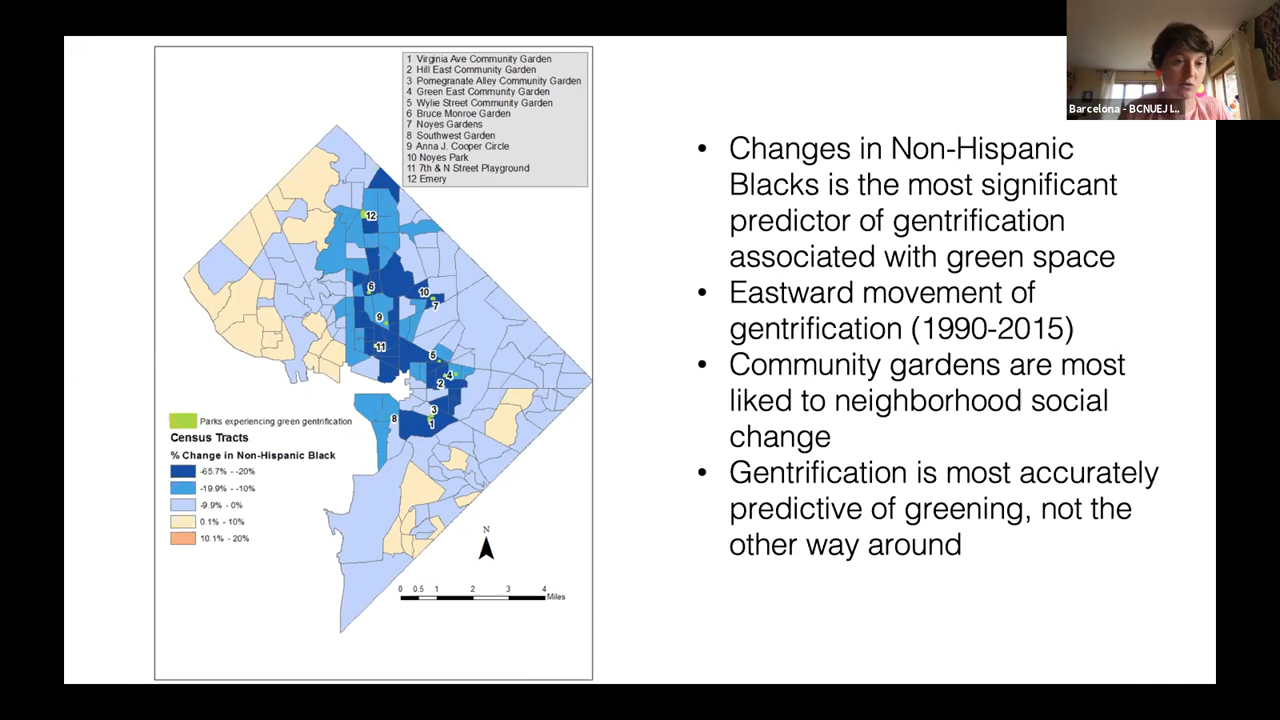 1 Virginia Ave Community Garden
2 Hill East Community Garden
3 Pomegranate Alley Community Garden
4 Green East Community Garden
5 Wylie Street Community Garden
6 Bruce Monroe Garden
7 Noyes Gardens
8 Southwest Garden
9 Anna J. Cooper Circle
10 Noyes Park
11 7th & N Street Playground
12 Emery
12
6
10
7
9
11
5
4
2
3
8
1
Parks experiencing green gentrification
Census Tracts
% Change in Non-Hispanic Black
-65.7% - -20%
-19.9% - -10%
-9.9% - 0%
0.1% - 10%
10.1% - 20%
N
0 0.5 1 2 3 4
Miles
Barcelona - BCNUEJ l...
• Changes in Non-Hispanic
Blacks is the most significant
predictor of gentrification
associated with green space
• Eastward movement of
gentrification (1990-2015)
• Community gardens are most
liked to neighborhood social
change
• Gentrification is most accurately
predictive of greening, not the
other way around